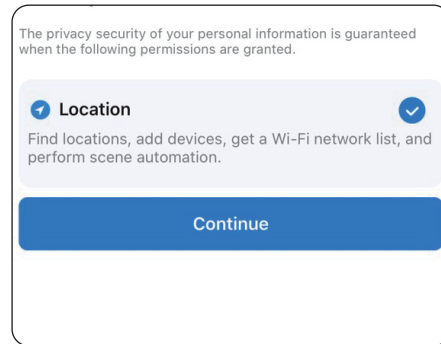 The privacy security of your personal information is guaranteed
when the following permissions are granted.
Location
Find locations, add devices, get a Wi-Fi network list, and
perform scene automation.
Continue